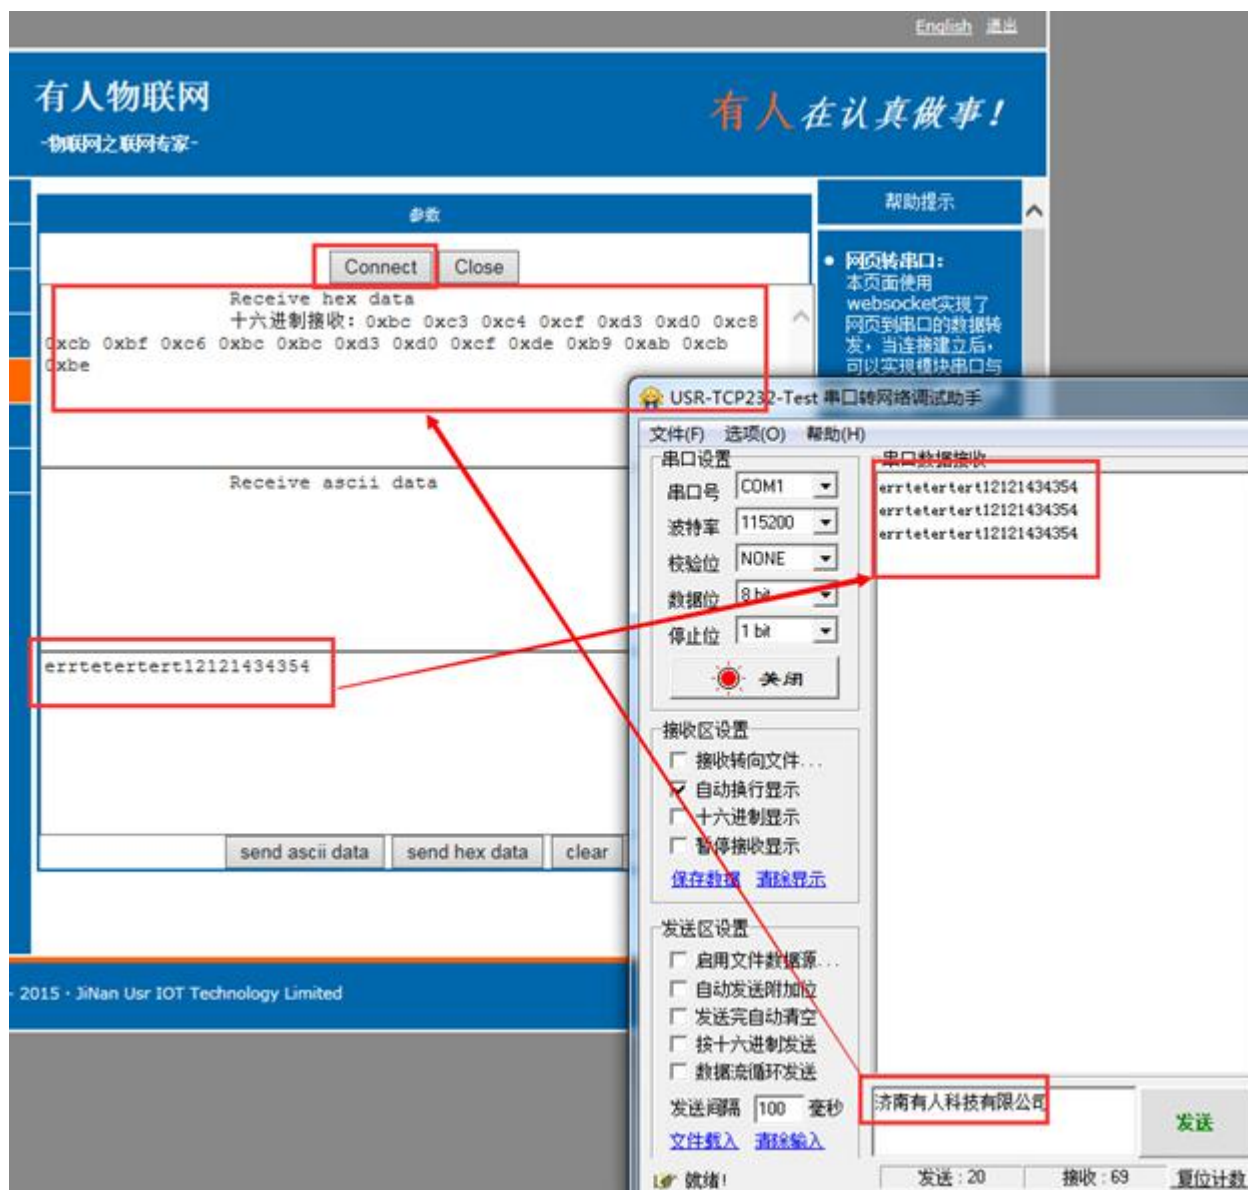 English 退出
有人物联网
有人在认真做事！
-物联网之联网专家-
参数
帮助提示
Connect
Close
Receive hex data
十六进制接收：0xbc 0xc3 0xc4 0xcf 0xd3 0xd0 0xc8
0xcb 0xbf 0xc6 0xbc 0xbc 0xd3 0xd0 0xcf 0xde 0xb9 0xab 0xcb
0xbe
网页转串口：
本页面使用
websocket实现了
网页到串口的数据转
发，当连接建立后，
可以实现模块串口与
Receive ascii data
errtetertert12121434354
send ascii data
send hex data
clear
2015 · JiNan Usr IOT Technology Limited
USR-TCP232-Test 串口转网络调试助手
文件(F) 选项(O) 帮助(H)
串口设置
串口号 COM1
波特率 115200
校验位 NONE
数据位 8 bit
停止位 1 bit
关闭
串口数据接收
errtetertert12121434354
errtetertert12121434354
errtetertert12121434354
接收区设置
接收转向文件...
自动换行显示
十六进制显示
暂停接收显示
保存数据 清除显示
发送区设置
启用文件数据源...
自动发送附加位
发送完自动清空
按十六进制发送
数据流循环发送
发送间隔 100 毫秒
文件载入 清除输入
济南有人科技有限公司
发送
就绪！
发送：20
接收：69
复位计数